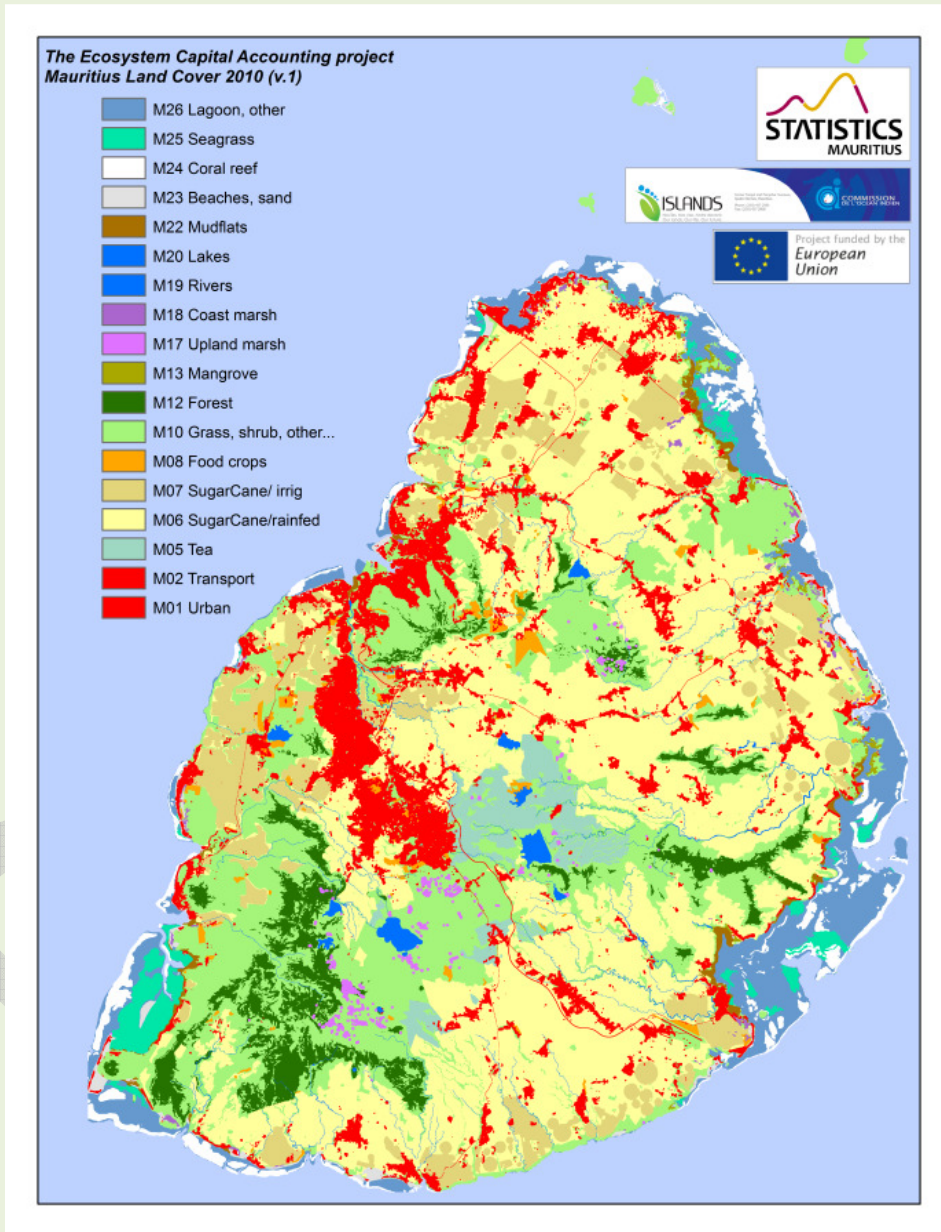 The Ecosystem Capital Accounting project
Mauritius Land Cover 2010 (v.1)
M26 Lagoon, other
M25 Seagrass
M24 Coral reef
M23 Beaches, sand
M22 Mudflats
M20 Lakes
M19 Rivers
M18 Coast marsh
M17 Upland marsh
M13 Mangrove
M12 Forest
M10 Grass, shrub, other...
M08 Food crops
M07 SugarCane/ irrig
M06 SugarCane/rainfed
M05 Tea
M02 Transport
M01 Urban
STATISTICS
MAURITIUS
ISLANDS
COMMISSION
DE L'OCEAN INDIEN
Project funded by the
European
Union